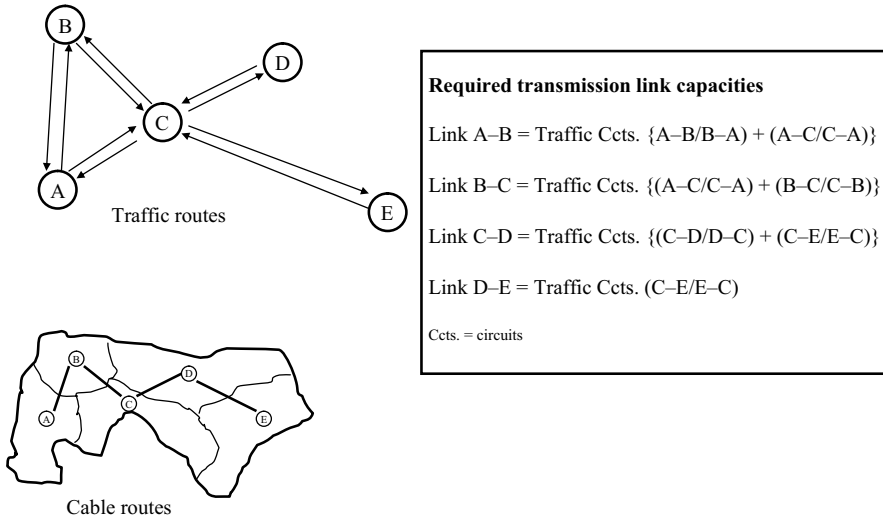 B
D
C
A
E
Traffic routes
Required transmission link capacities
Link A–B = Traffic Ccts. {A–B/B–A) + (A–C/C–A)}
Link B–C = Traffic Ccts. {(A–C/C–A) + (B–C/C–B)}
Link C–D = Traffic Ccts. {(C–D/D–C) + (C–E/E–C)}
Link D–E = Traffic Ccts. (C–E/E–C)
Ccts. = circuits
B
D
C
A
E
Cable routes